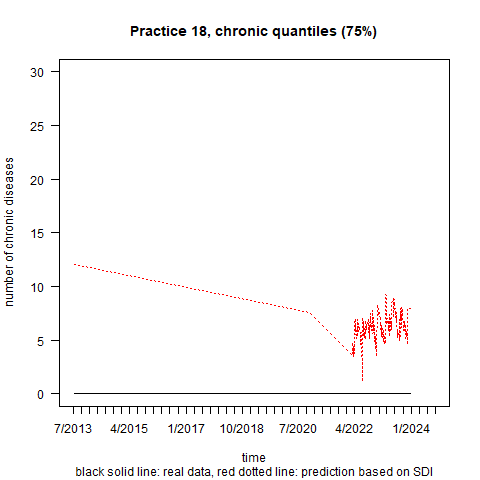 Practice 18, chronic quantiles (75%)
number of chronic diseases
30
25
20
15
10
5
0
7/2013 4/2015 1/2017 10/2018 7/2020 4/2022 1/2024
time
black solid line: real data, red dotted line: prediction based on SDI